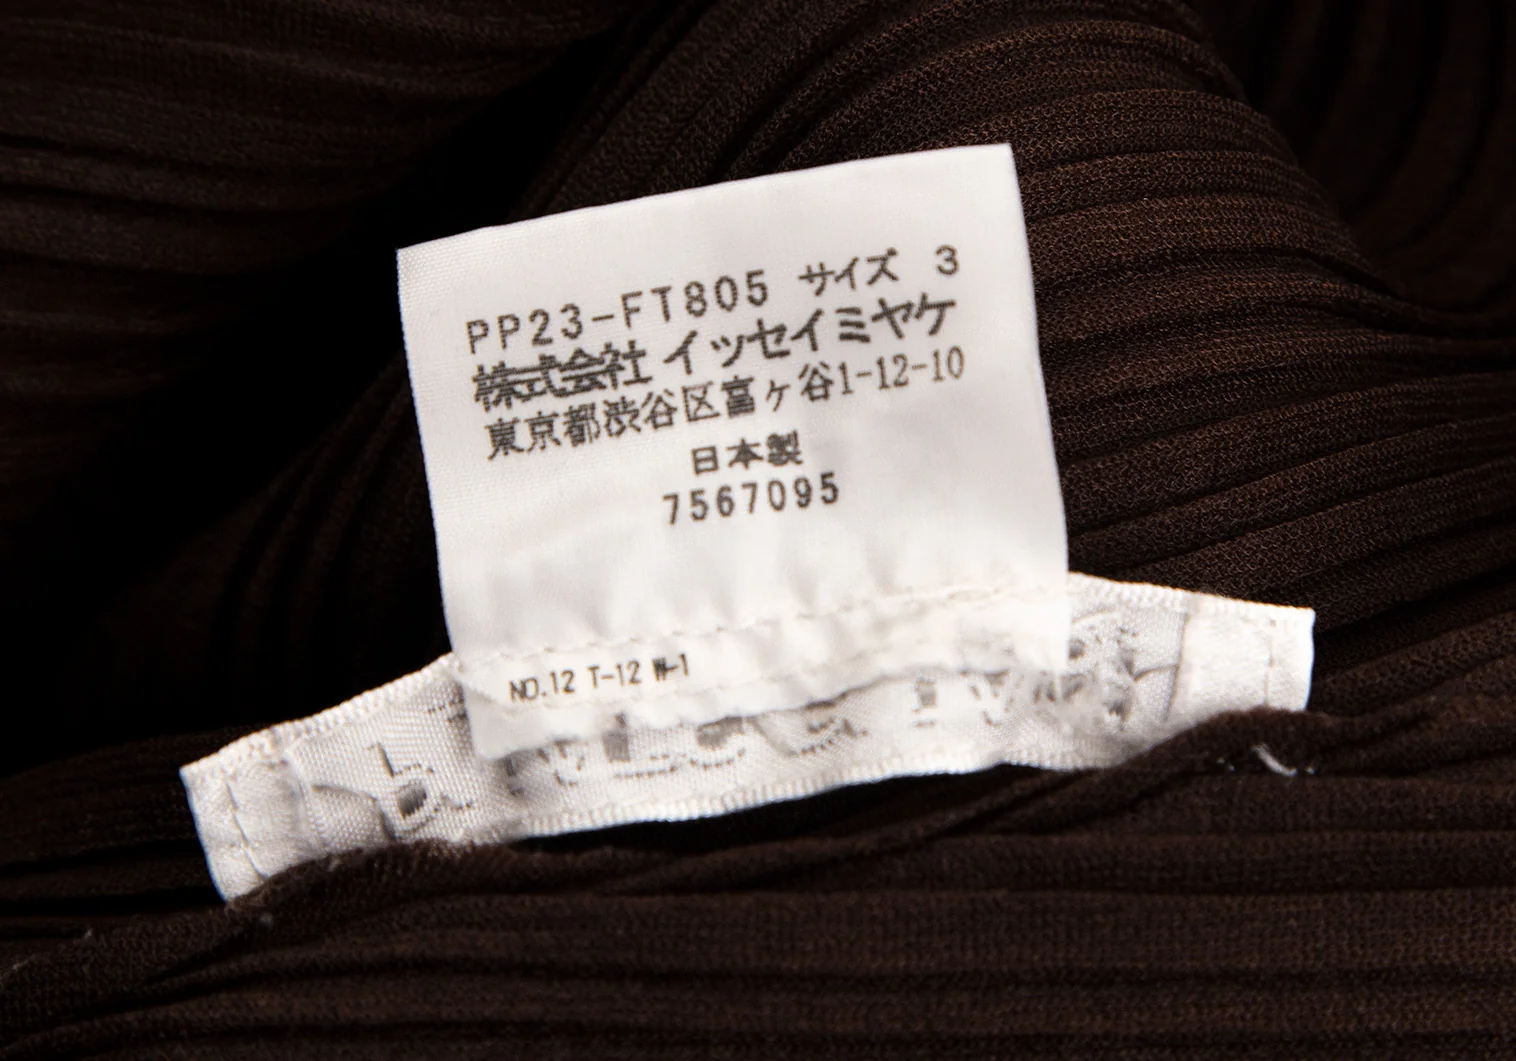 PP23-FT805 サイズ 3
株式会社 イッセイミヤケ
東京都渋谷区富ヶ谷1-12-10
日本製
7567095
NO.12 T-12 W-1